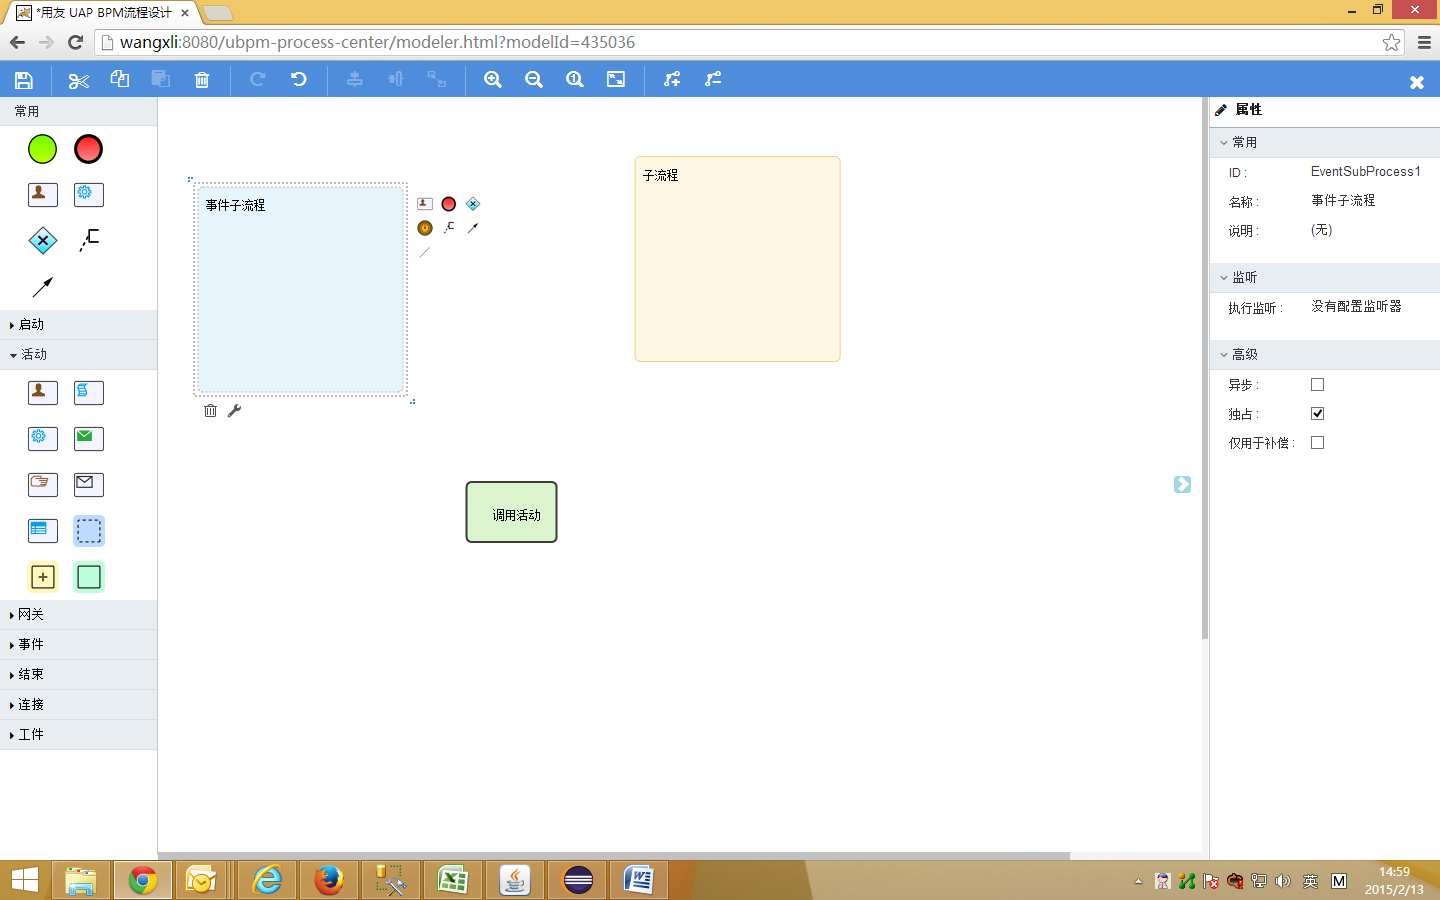 *用友 UAP BPM流程设计
wangxli:8080/ubpm-process-center/modeler.html?modelId=435036
常用
启动
活动
网关
事件
结束
连接
工件
事件子流程
子流程
调用活动
属性
常用
ID : EventSubProcess1
名称 : 事件子流程
说明 : (无)
监听
执行监听 : 没有配置监听器
高级
异步 :
独占 :
仅用于补偿 :
英 M
14:59
2015/2/13